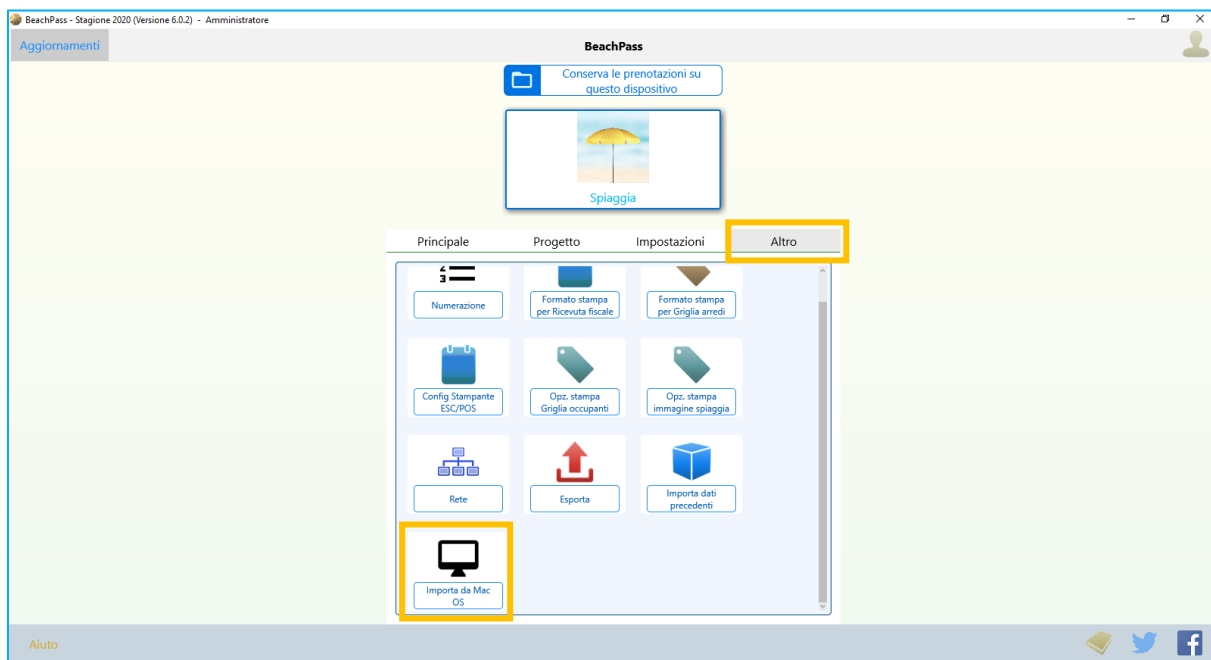 BeachPass - Stagione 2020 (Versione 6.0.2) - Amministratore
Aggiornamenti
BeachPass
Conserva le prenotazioni su
questo dispositivo
Spiaggia
Principale
Progetto
Impostazioni
Altro
2
3
Numerazione
Formato stampa
per Ricevuta fiscale
Formato stampa
per Griglia arredi
Config Stampante
ESC/POS
Opz. stampa
Griglia occupanti
Opz. stampa
immagine spiaggia
Rete
Esporta
Importa dati
precedenti
Importa da Mac
OS
Aiuto